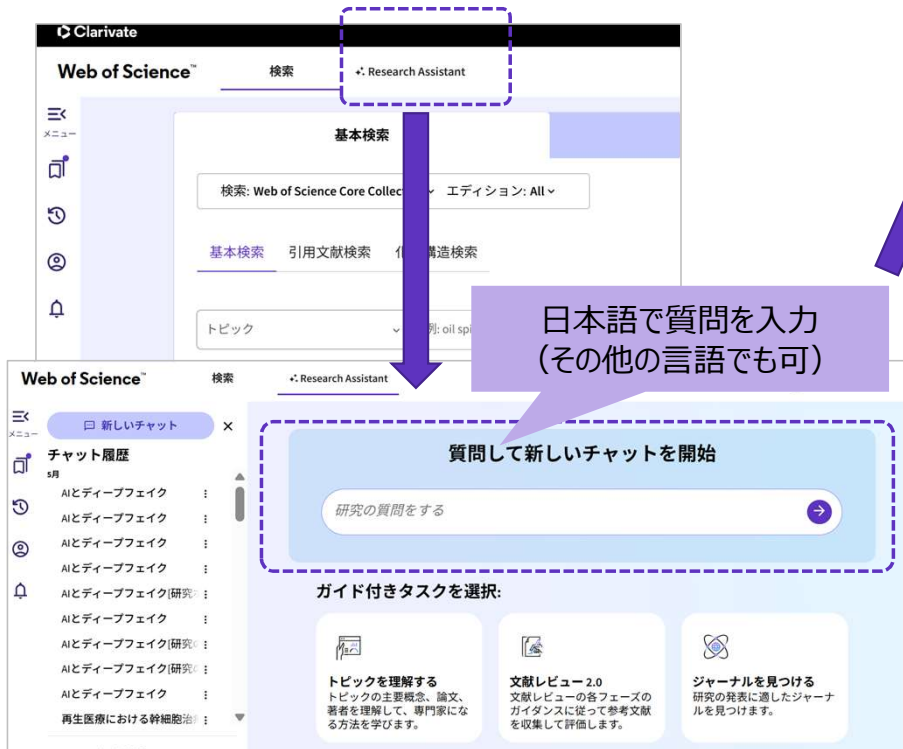 Clarivate
Web of Science™ 検索 Research Assistant
メニュー
基本検索
検索: Web of Science Core エディション: All
基本検索 引用文献検索 構造検索
トピック 例: oil
日本語で質問を入力
(その他の言語でも可)
Web of Science™ 検索 Research Assistant
メニュー
新しいチャット ×
チャット履歴
5月
AIとディープフェイク
AIとディープフェイク
AIとディープフェイク
AIとディープフェイク
AIとディープフェイク[研究
AIとディープフェイク
AIとディープフェイク[研究
AIとディープフェイク[研究
AIとディープフェイク
再生医療における幹細胞治
質問して新しいチャットを開始
研究の質問をする
ガイド付きタスクを選択:
トピックを理解する
トピックの主要概念、論文、
著者を理解して、専門家にな
る方法を学びます。
文献レビュー 2.0
文献レビューの各フェーズの
ガイダンスに従って参考文献
を収集して評価します。
ジャーナルを見つける
研究の発表に適したジャーナ
ルを見つけます。